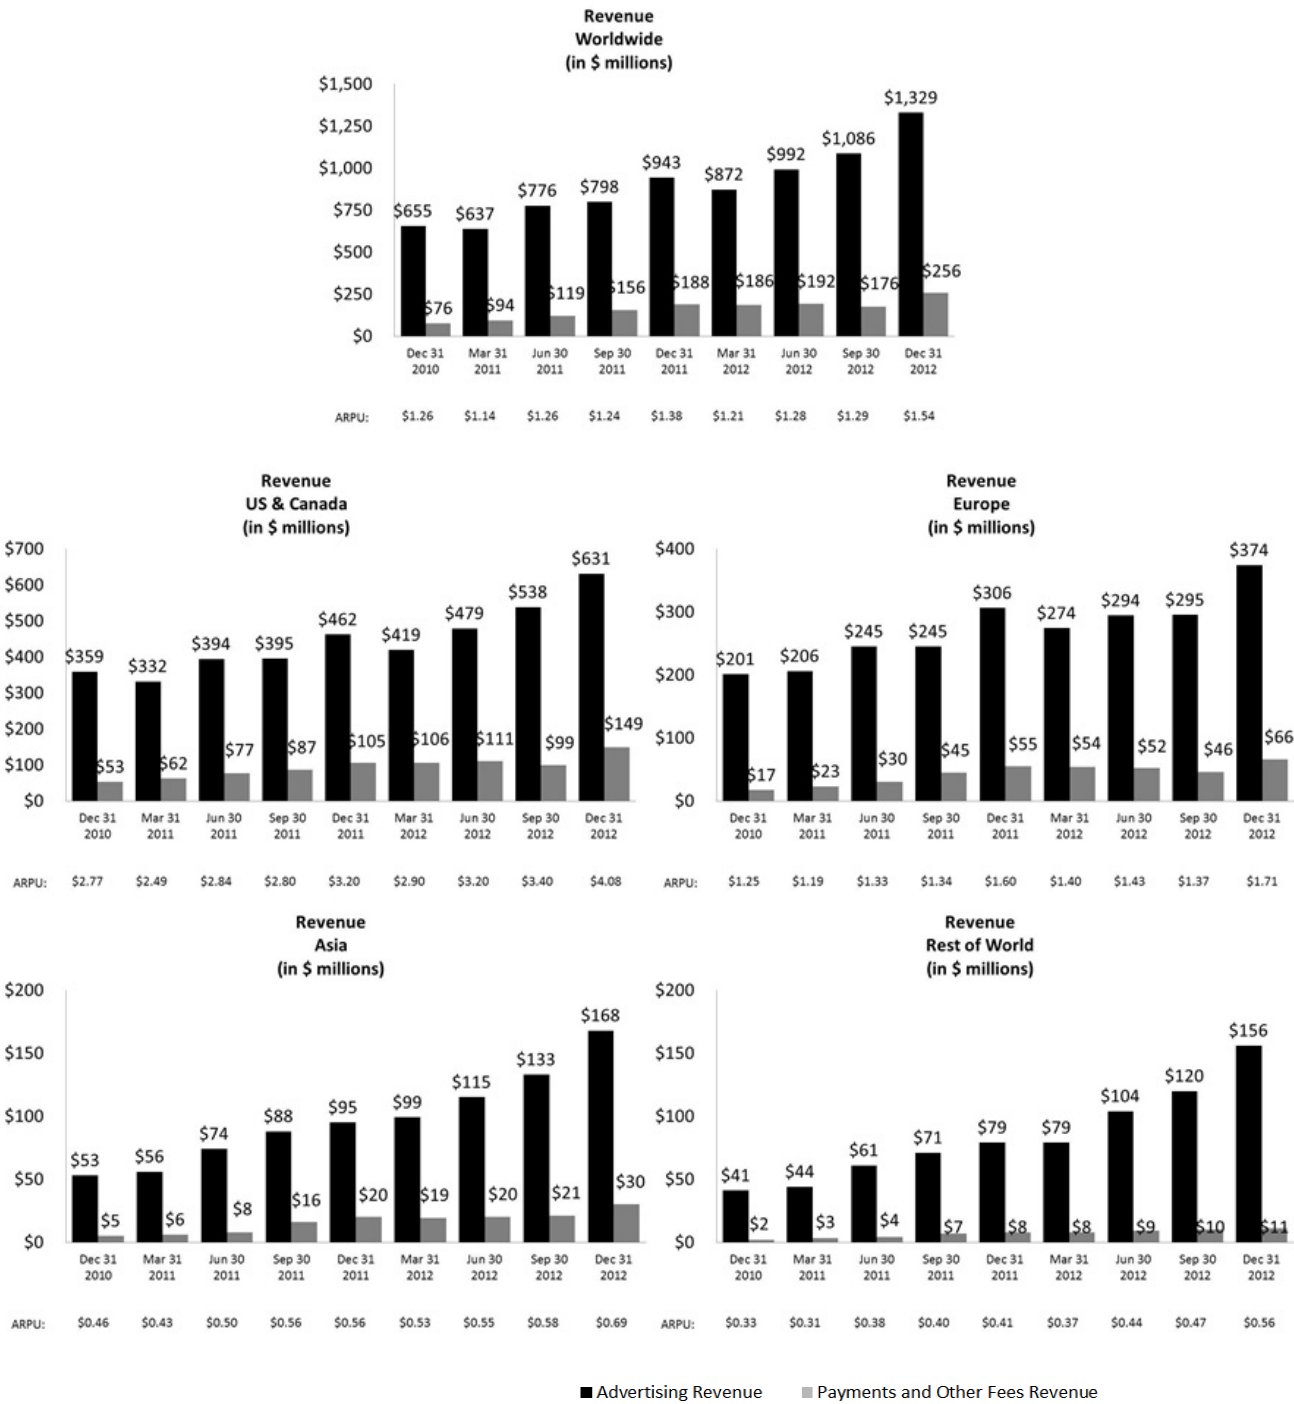 Revenue
Worldwide
(in $ millions)
$1,500
$1,250
$1,000
$750
$500
$250
$0
$655 $637 $776 $798 $943 $872 $992 $1,086 $1,329
$76 $94 $119 $156 $188 $186 $192 $176 $256
Dec 31 Mar 31 Jun 30 Sep 30 Dec 31 Mar 31 Jun 30 Sep 30 Dec 31
2010 2011 2011 2011 2011 2012 2012 2012 2012
ARPU: $1.26 $1.14 $1.26 $1.24 $1.38 $1.21 $1.28 $1.29 $1.54
Revenue
US & Canada
(in $ millions)
$700
$600
$500
$400
$300
$200
$100
$0
$359 $332 $394 $395 $462 $419 $479 $538 $631
$53 $62 $77 $87 $105 $106 $111 $99 $149
Dec 31 Mar 31 Jun 30 Sep 30 Dec 31 Mar 31 Jun 30 Sep 30 Dec 31
2010 2011 2011 2011 2011 2012 2012 2012 2012
ARPU: $2.77 $2.49 $2.84 $2.80 $3.20 $2.90 $3.20 $3.40 $4.08
Revenue
Europe
(in $ millions)
$400
$300
$200
$100
$0
$201 $206 $245 $245 $306 $274 $294 $295 $374
$17 $23 $30 $45 $55 $54 $52 $46 $66
Dec 31 Mar 31 Jun 30 Sep 30 Dec 31 Mar 31 Jun 30 Sep 30 Dec 31
2010 2011 2011 2011 2011 2012 2012 2012 2012
ARPU: $1.25 $1.19 $1.33 $1.34 $1.60 $1.40 $1.43 $1.37 $1.71
Revenue
Asia
(in $ millions)
$200
$150
$100
$50
$0
$53 $56 $74 $88 $95 $99 $115 $133 $168
$5 $6 $8 $16 $20 $19 $20 $21 $30
Dec 31 Mar 31 Jun 30 Sep 30 Dec 31 Mar 31 Jun 30 Sep 30 Dec 31
2010 2011 2011 2011 2011 2012 2012 2012 2012
ARPU: $0.46 $0.43 $0.50 $0.56 $0.56 $0.53 $0.55 $0.58 $0.69
Revenue
Rest of World
(in $ millions)
$200
$150
$100
$50
$0
$41 $44 $61 $71 $79 $79 $104 $120 $156
$2 $3 $4 $7 $8 $8 $9 $10 $11
Dec 31 Mar 31 Jun 30 Sep 30 Dec 31 Mar 31 Jun 30 Sep 30 Dec 31
2010 2011 2011 2011 2011 2012 2012 2012 2012
ARPU: $0.33 $0.31 $0.38 $0.40 $0.41 $0.37 $0.44 $0.47 $0.56
Advertising Revenue Payments and Other Fees Revenue